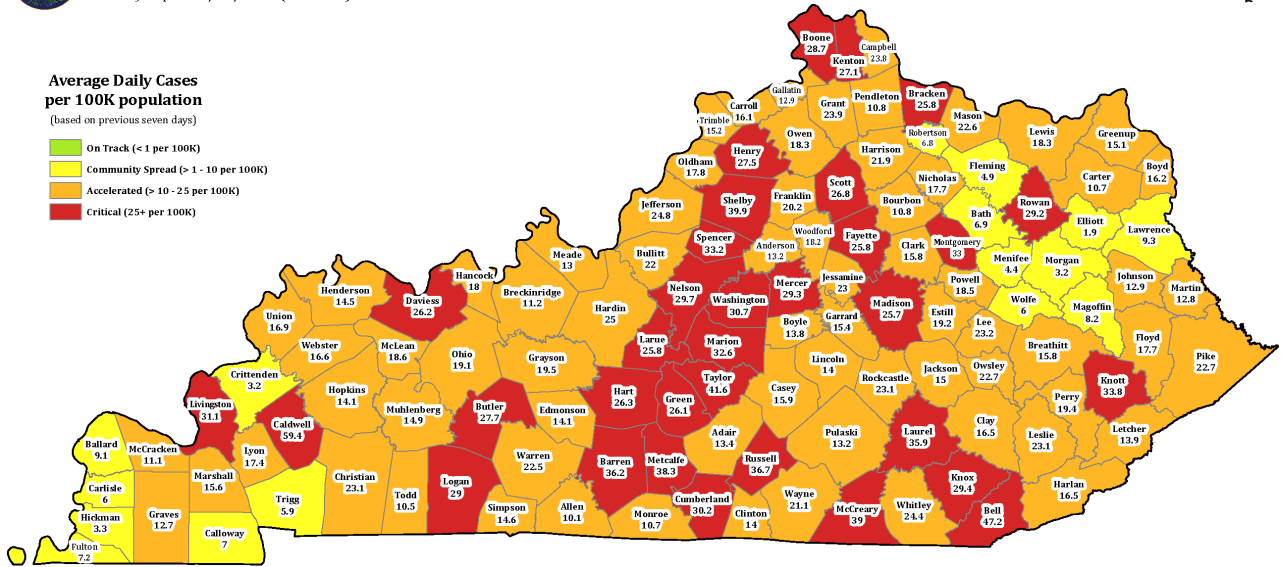 Average Daily Cases
per 100K population
(based on previous seven days)
On Track (< 1 per 100K)
Community Spread (> 1 - 10 per 100K)
Accelerated (> 10 - 25 per 100K)
Critical (25+ per 100K)
Boone
28.7
Kenton
27.1
Campbell
23.8
Gallatin
12.9
Carroll
16.1
Trimble
15.2
Grant
23.9
Pendleton
10.8
Bracken
25.8
Mason
22.6
Robertson
6.8
Lewis
18.3
Greenup
15.1
Owen
18.3
Henry
27.5
Oldham
17.8
Harrison
21.9
Fleming
4.9
Nicholas
17.7
Carter
10.7
Boyd
16.2
Jefferson
24.8
Shelby
39.9
Franklin
20.2
Scott
26.8
Bourbon
10.8
Bath
6.9
Rowan
29.2
Elliott
1.9
Lawrence
9.3
Spencer
33.2
Anderson
13.2
Woodford
18.2
Fayette
25.8
Clark
15.8
Montgomery
33
Menifee
4.4
Morgan
3.2
Johnson
12.9
Martin
12.8
Bullitt
22
Meade
13
Hancock
18
Breckinridge
11.2
Hardin
25
Nelson
29.7
Washington
30.7
Mercer
29.3
Jessamine
23
Madison
25.7
Powell
18.5
Wolfe
6
Magoffin
8.2
Henderson
14.5
Daviess
26.2
Union
16.9
Webster
16.6
McLean
18.6
Ohio
19.1
Grayson
19.5
Larue
25.8
Marion
32.6
Boyle
13.8
Garrard
15.4
Estill
19.2
Lee
23.2
Breathitt
15.8
Floyd
17.7
Pike
22.7
Crittenden
3.2
Livingston
31.1
Hopkins
14.1
Muhlenberg
14.9
Butler
27.7
Edmonson
14.1
Hart
26.3
Green
26.1
Taylor
41.6
Casey
15.9
Lincoln
14
Rockcastle
23.1
Jackson
15
Owsley
22.7
Perry
19.4
Knott
33.8
Caldwell
59.4
Lyon
17.4
Ballard
9.1
McCracken
11.1
Marshall
15.6
Carlisle
6
Hickman
3.3
Fulton
7.2
Graves
12.7
Calloway
7
Trigg
5.9
Christian
23.1
Todd
10.5
Logan
29
Warren
22.5
Simpson
14.6
Allen
10.1
Barren
36.2
Metcalfe
38.3
Monroe
10.7
Cumberland
30.2
Adair
13.4
Russell
36.7
Clinton
14
Wayne
21.1
Pulaski
13.2
McCreary
39
Laurel
35.9
Whitley
24.4
Knox
29.4
Bell
47.2
Clay
16.5
Leslie
23.1
Letcher
13.9
Harlan
16.5